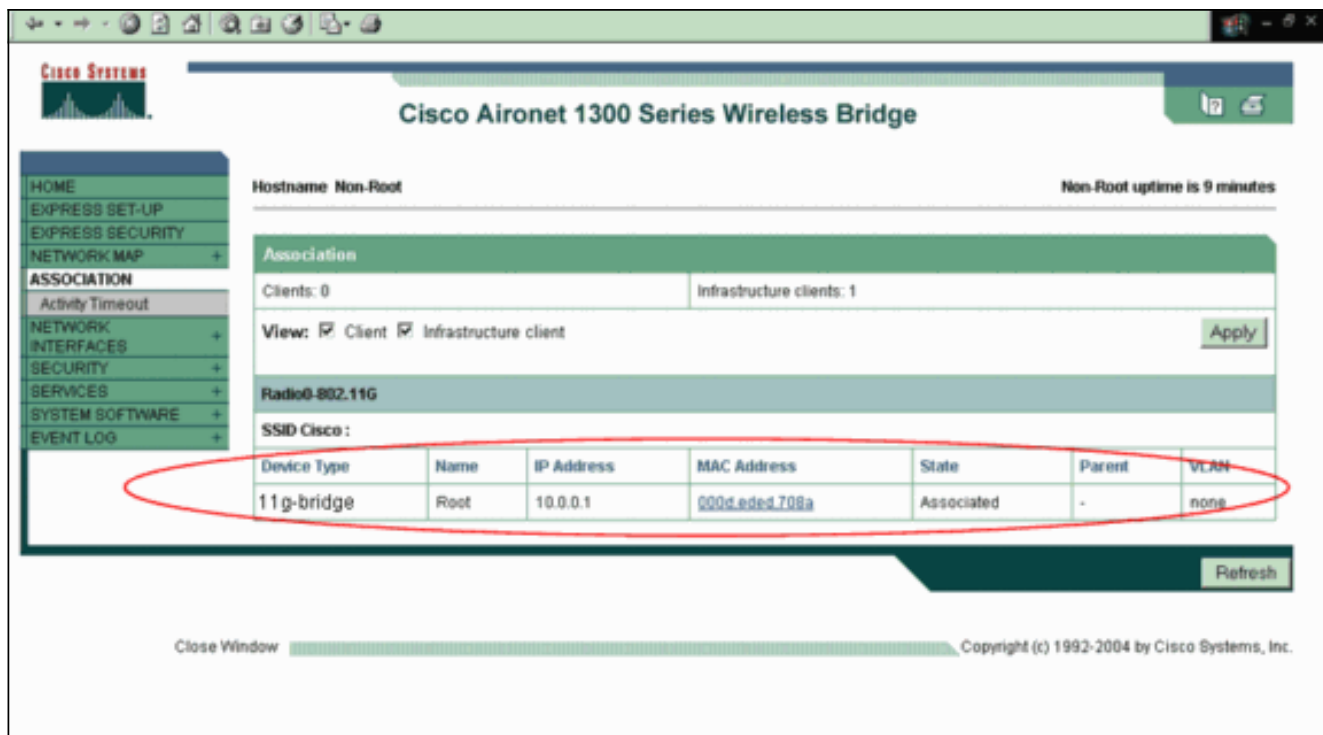 CISCO SYSTEMS
Cisco Aironet 1300 Series Wireless Bridge
HOME
EXPRESS SET-UP
EXPRESS SECURITY
NETWORK MAP +
ASSOCIATION
Activity Timeout
NETWORK INTERFACES +
SECURITY +
SERVICES +
SYSTEM SOFTWARE +
EVENT LOG +
Hostname Non-Root Non-Root uptime is 9 minutes
Association
Clients: 0 Infrastructure clients: 1
View: Client Infrastructure client Apply
Radio0-802.11G
SSID Cisco :
Device Type Name IP Address MAC Address State Parent VLAN
11g-bridge Root 10.0.0.1 000d.eded.708a Associated - none
Refresh
Close Window Copyright (c) 1992-2004 by Cisco Systems, Inc.